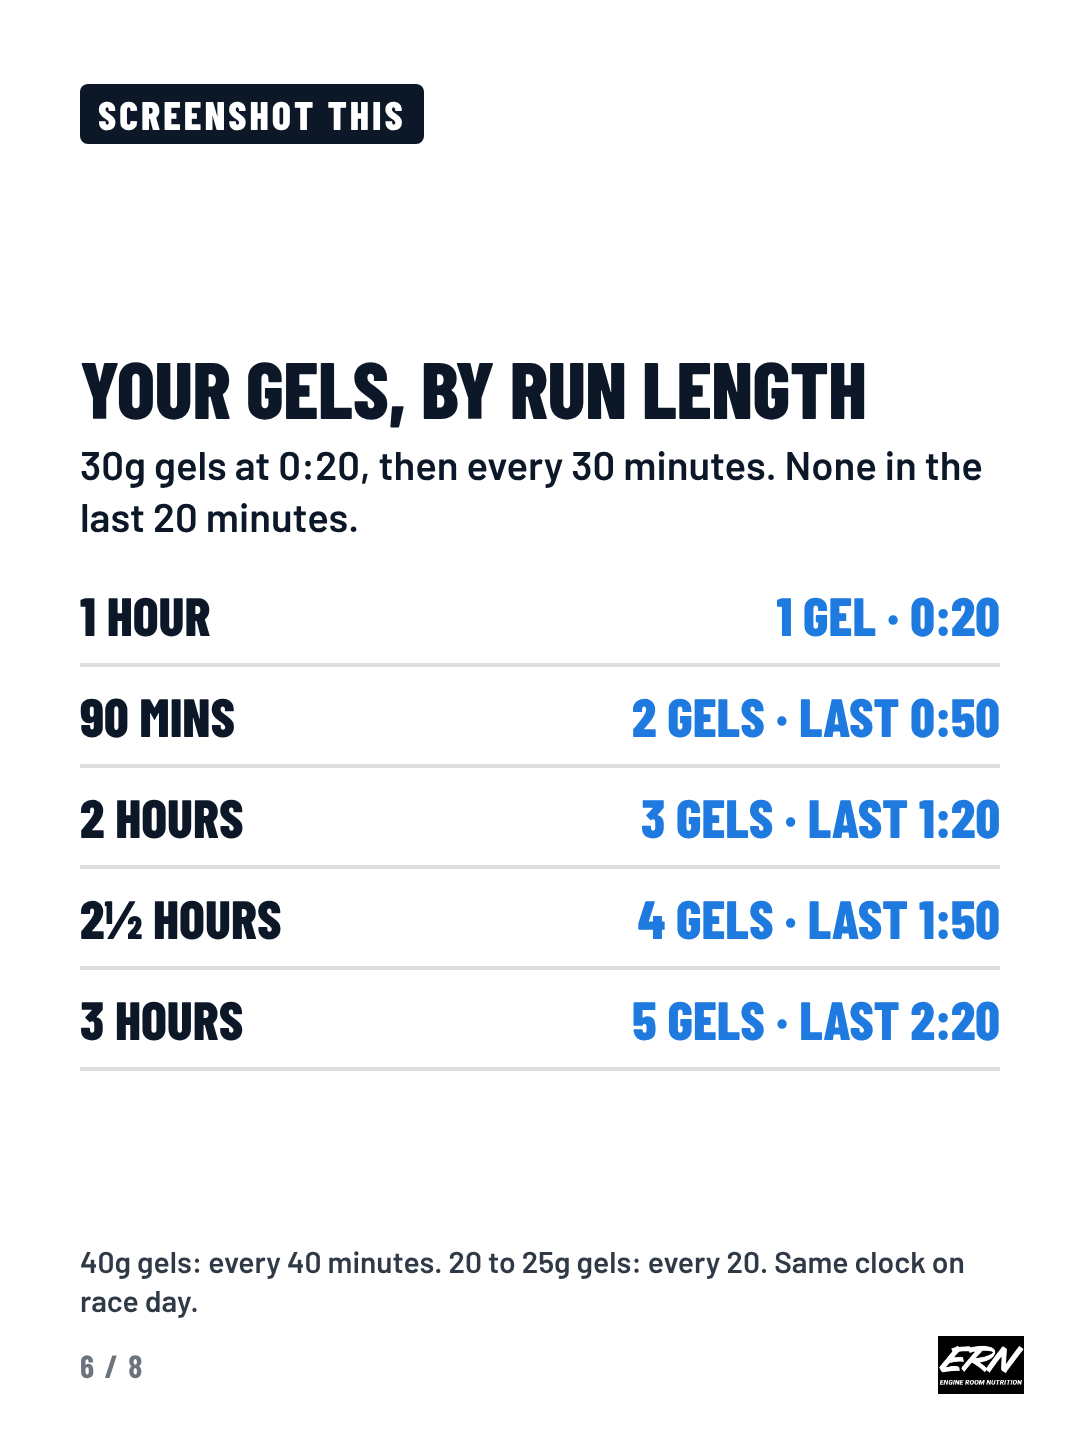 SCREENSHOT THIS
YOUR GELS, BY RUN LENGTH
30g gels at 0:20, then every 30 minutes. None in the
last 20 minutes.
1 HOUR 1 GEL · 0:20
90 MINS 2 GELS · LAST 0:50
2 HOURS 3 GELS · LAST 1:20
2½ HOURS 4 GELS · LAST 1:50
3 HOURS 5 GELS · LAST 2:20
40g gels: every 40 minutes. 20 to 25g gels: every 20. Same clock on
race day.
6 / 8
ERN
ENGINE ROOM NUTRITION